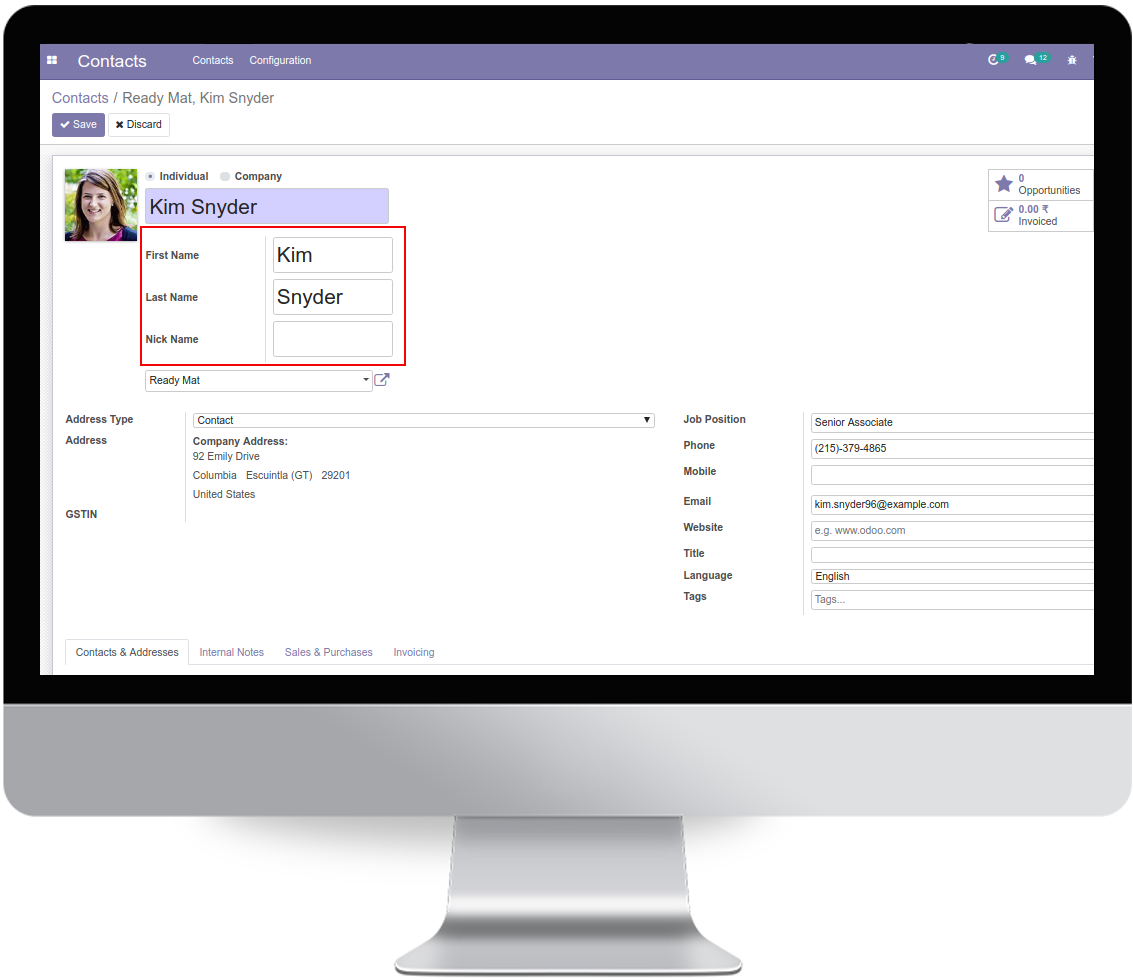 Contacts Contacts Configuration 9 12
Contacts / Ready Mat, Kim Snyder
Save Discard
Individual Company
Kim Snyder
First Name Kim
Last Name Snyder
Nick Name
Ready Mat
0
Opportunities
0.00 ₹
Invoiced
Address Type Contact
Address Company Address:
92 Emily Drive
Columbia Escuintla (GT) 29201
United States
GSTIN
Job Position Senior Associate
Phone (215)-379-4865
Mobile
Email kim.snyder96@example.com
Website e.g. www.odoo.com
Title
Language English
Tags Tags...
Contacts & Addresses Internal Notes Sales & Purchases Invoicing